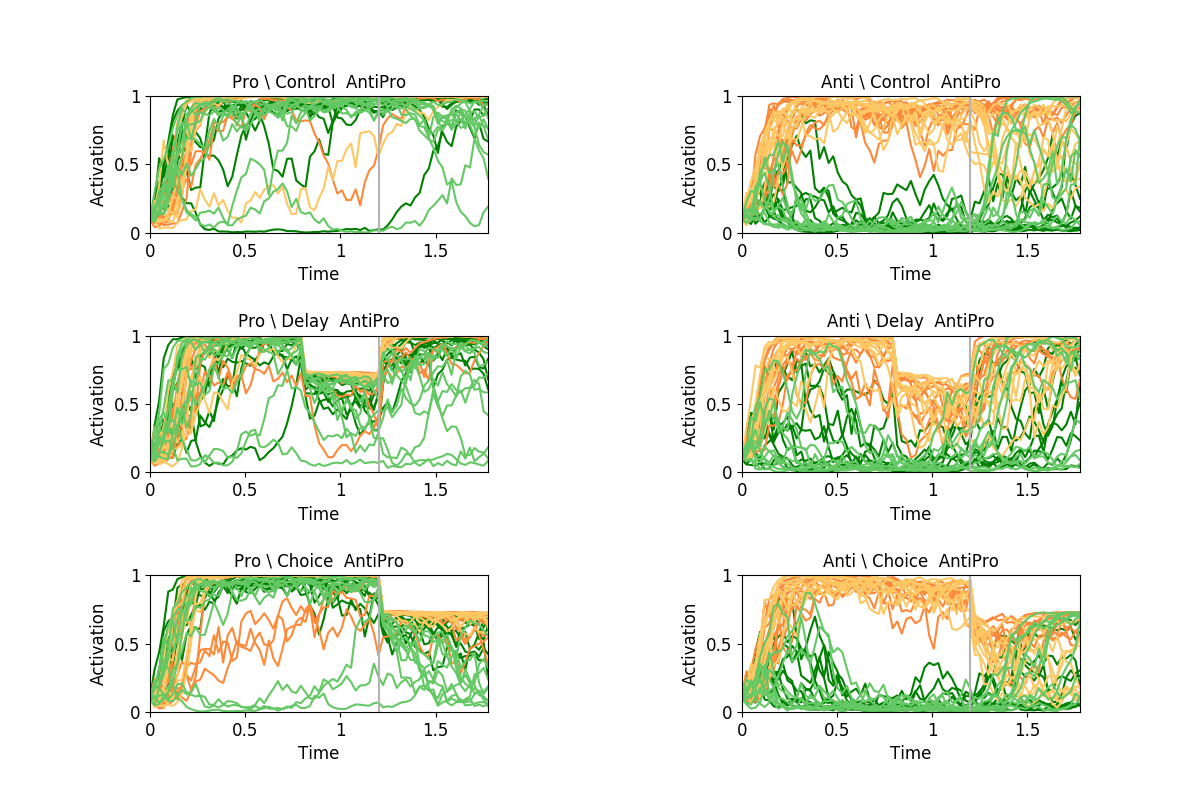 Pro \ Control  AntiPro
Anti \ Control  AntiPro
1
0.5
0
Activation
0
0.5
1
1.5
Time
1
0.5
0
Activation
0
0.5
1
1.5
Time
Pro \ Delay  AntiPro
Anti \ Delay  AntiPro
1
0.5
0
Activation
0
0.5
1
1.5
Time
1
0.5
0
Activation
0
0.5
1
1.5
Time
Pro \ Choice  AntiPro
Anti \ Choice  AntiPro
1
0.5
0
Activation
0
0.5
1
1.5
Time
1
0.5
0
Activation
0
0.5
1
1.5
Time